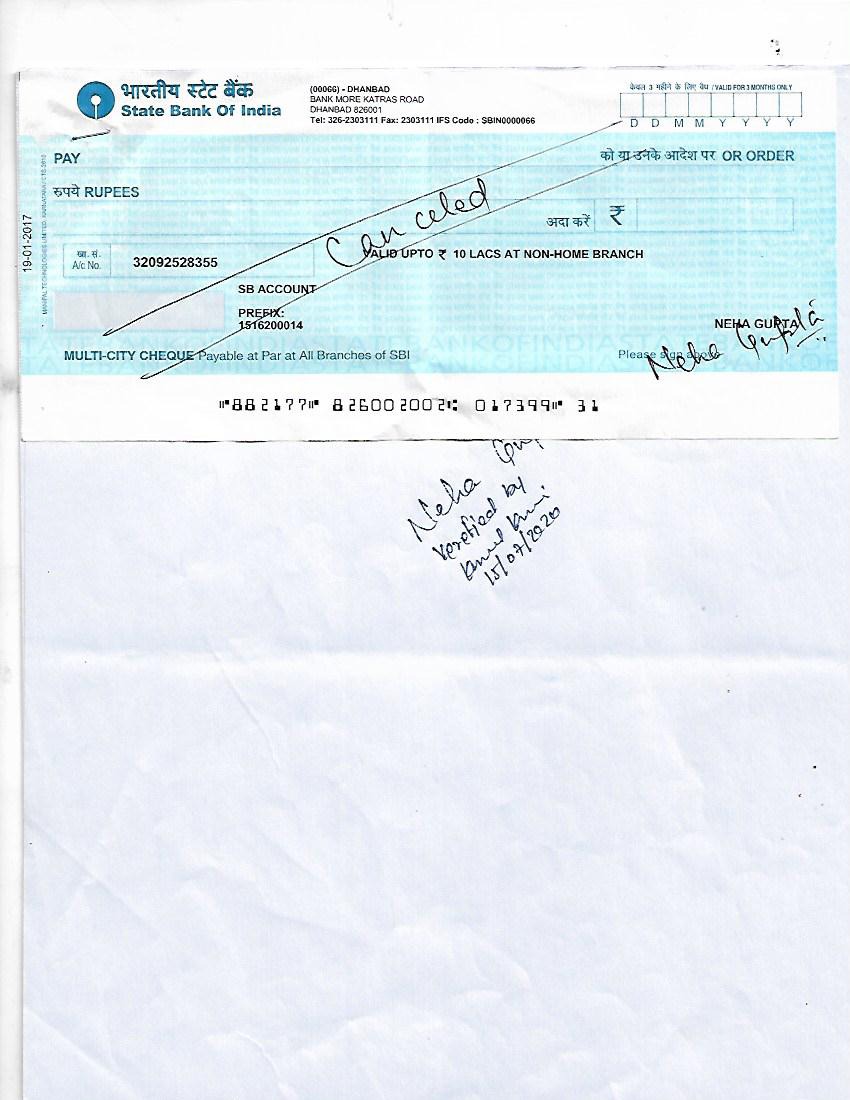 भारतीय स्टेट बैंक
State Bank Of India
(00066) - DHANBAD
BANK MORE KATRAS ROAD
DHANBAD 826001
Tel: 326-2303111 Fax: 2303111 IFS Code : SBIN0000066
केवल 3 महीने के लिए वैध / VALID FOR 3 MONTHS ONLY
D D M M Y Y Y Y
PAY
को या उनके आदेश पर OR ORDER
रुपये RUPEES
Canceled
अदा करें ₹
19-01-2017
खा. सं.
A/c No.
32092528355
VALID UPTO ₹ 10 LACS AT NON-HOME BRANCH
SB ACCOUNT
PREFIX:
1516200014
NEHA GUPTA
Neha Gupta
MULTI-CITY CHEQUE Payable at Par at All Branches of SBI
Please sign above
⑈882177⑈ 826002002⑆ 017399⑈ 31
Neha
Verified by
15/07/2020